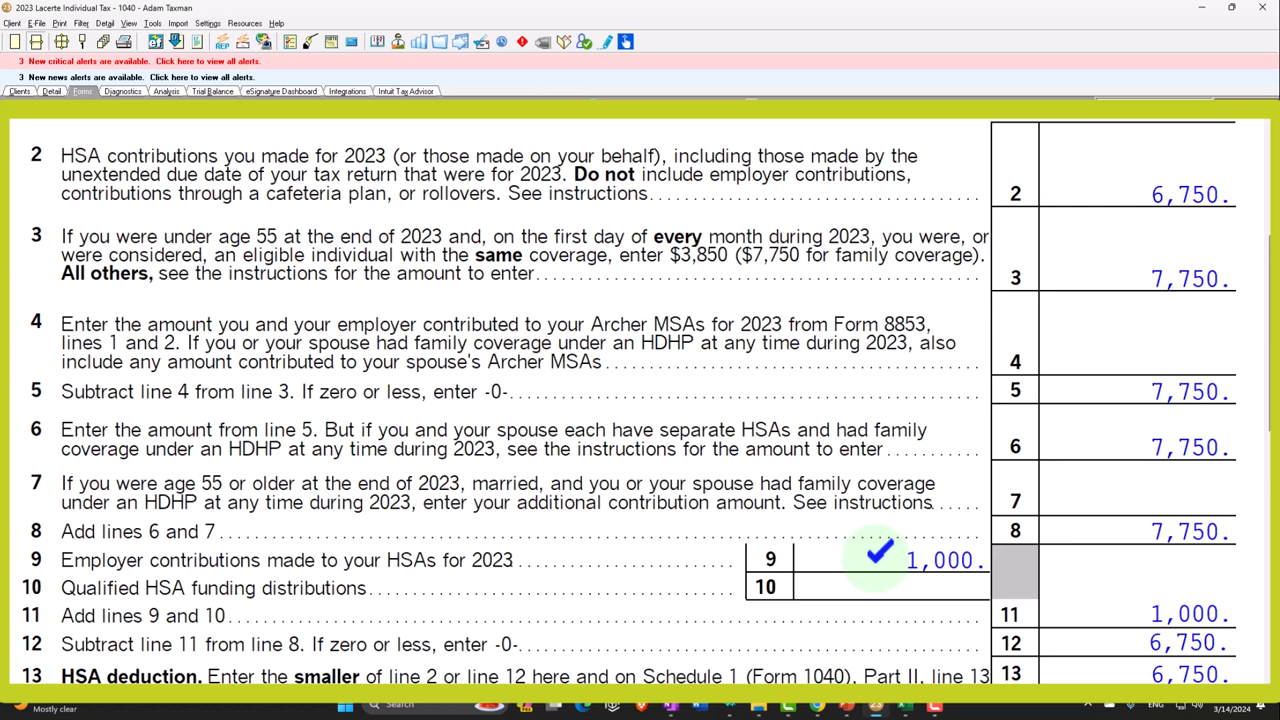 2023 Lacerte Individual Tax - 1040 - Adam Taxman
Client E-File Print Filter Detail View Tools Import Settings Resources Help
3 New critical alerts are available. Click here to view all alerts.
3 New news alerts are available. Click here to view all alerts.
Clients Detail Forms Diagnostics Analysis Trial Balance eSignature Dashboard Integrations Intuit Tax Advisor
2 HSA contributions you made for 2023 (or those made on your behalf), including those made by the
unextended due date of your tax return that were for 2023. Do not include employer contributions,
contributions through a cafeteria plan, or rollovers. See instructions 2 6,750.
3 If you were under age 55 at the end of 2023 and, on the first day of every month during 2023, you were, or
were considered, an eligible individual with the same coverage, enter $3,850 ($7,750 for family coverage).
All others, see the instructions for the amount to enter 3 7,750.
4 Enter the amount you and your employer contributed to your Archer MSAs for 2023 from Form 8853,
lines 1 and 2. If you or your spouse had family coverage under an HDHP at any time during 2023, also
include any amount contributed to your spouse's Archer MSAs 4
5 Subtract line 4 from line 3. If zero or less, enter -0- 5 7,750.
6 Enter the amount from line 5. But if you and your spouse each have separate HSAs and had family
coverage under an HDHP at any time during 2023, see the instructions for the amount to enter 6 7,750.
7 If you were age 55 or older at the end of 2023, married, and you or your spouse had family coverage
under an HDHP at any time during 2023, enter your additional contribution amount. See instructions 7
8 Add lines 6 and 7 8 7,750.
9 Employer contributions made to your HSAs for 2023 9 1,000.
10 Qualified HSA funding distributions 10
11 Add lines 9 and 10 11 1,000.
12 Subtract line 11 from line 8. If zero or less, enter -0- 12 6,750.
13 HSA deduction. Enter the smaller of line 2 or line 12 here and on Schedule 1 (Form 1040), Part II, line 13 13 6,750.
Mostly clear Search ENG 3/14/2024